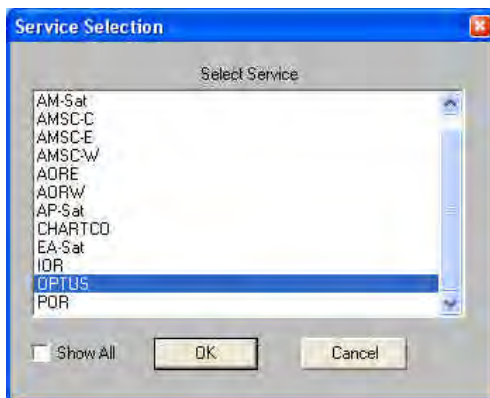 Service Selection
Select Service
AM-Sat
AMSC-C
AMSC-E
AMSC-W
AORE
AORW
AP-Sat
CHARTCO
EA-Sat
IOR
OPTUS
POR
Show All OK Cancel